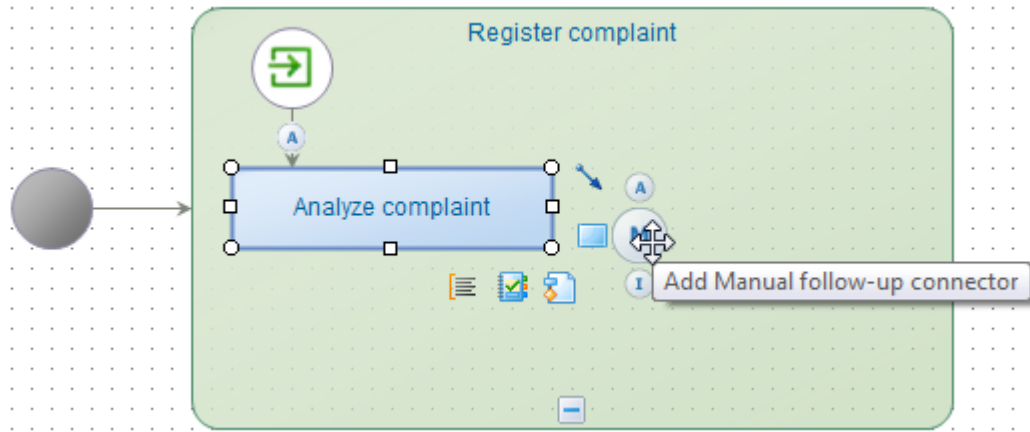 Register complaint
A
Analyze complaint
A
I
Add Manual follow-up connector